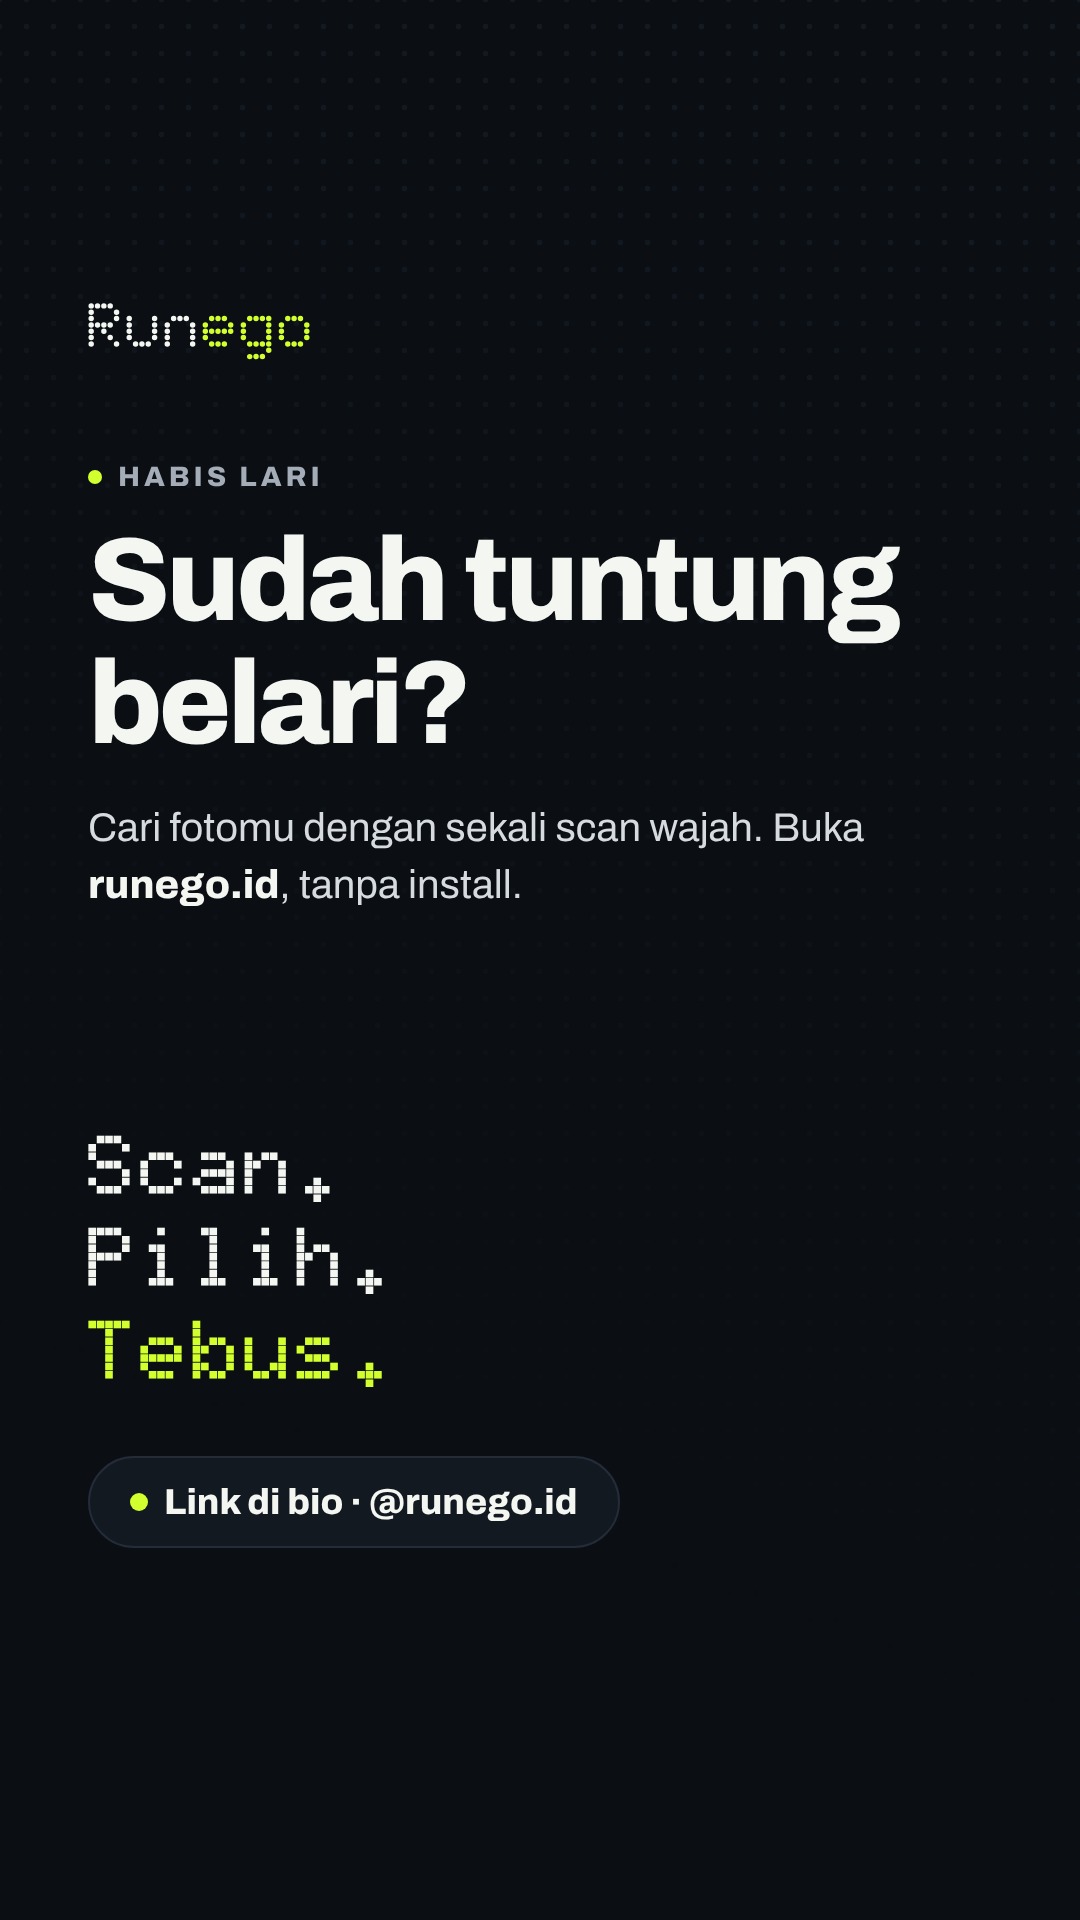 Runego
HABIS LARI
Sudah tuntung
belari?
Cari fotomu dengan sekali scan wajah. Buka
runego.id, tanpa install.
Scan.
Pilih.
Tebus.
Link di bio · @runego.id